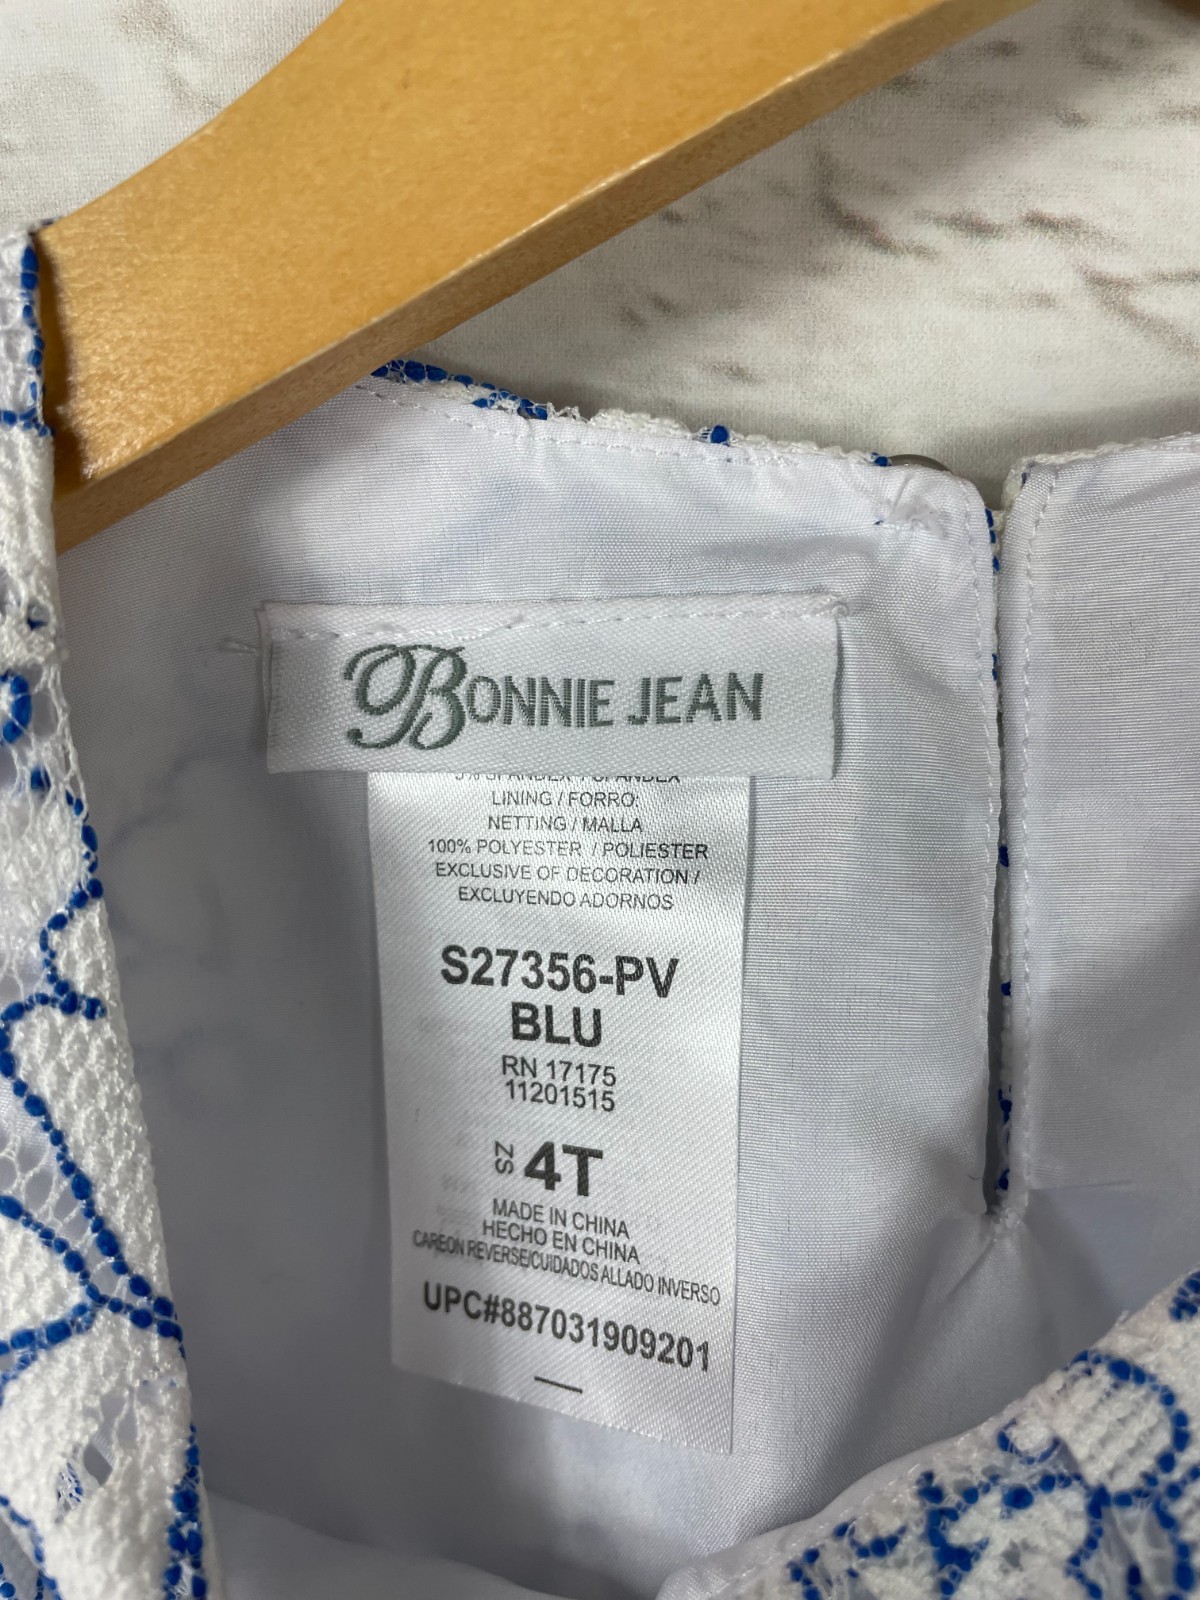 BONNIE JEAN
LINING / FORRO:
NETTING / MALLA
100% POLYESTER / POLIESTER
EXCLUSIVE OF DECORATION /
EXCLUYENDO ADORNOS
S27356-PV
BLU
RN 17175
11201515
SZ 4T
MADE IN CHINA
HECHO EN CHINA
CAREON REVERSE/CUIDADOS ALLADO INVERSO
UPC#887031909201